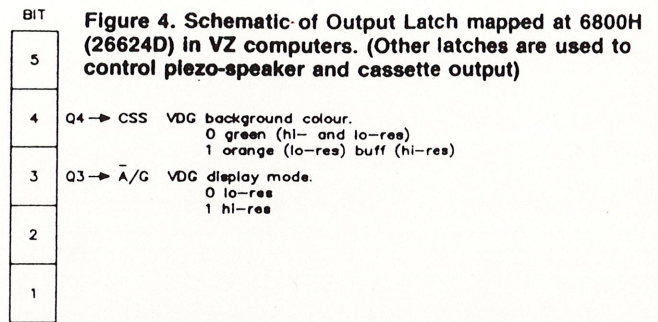 BIT
Figure 4. Schematic of Output Latch mapped at 6800H
(26624D) in VZ computers. (Other latches are used to
control piezo-speaker and cassette output)
5
4 Q4 → CSS VDG background colour.
0 green (hi- and lo-res)
1 orange (lo-res) buff (hi-res)
3 Q3 → A̅/G VDG display mode.
0 lo-res
1 hi-res
2
1